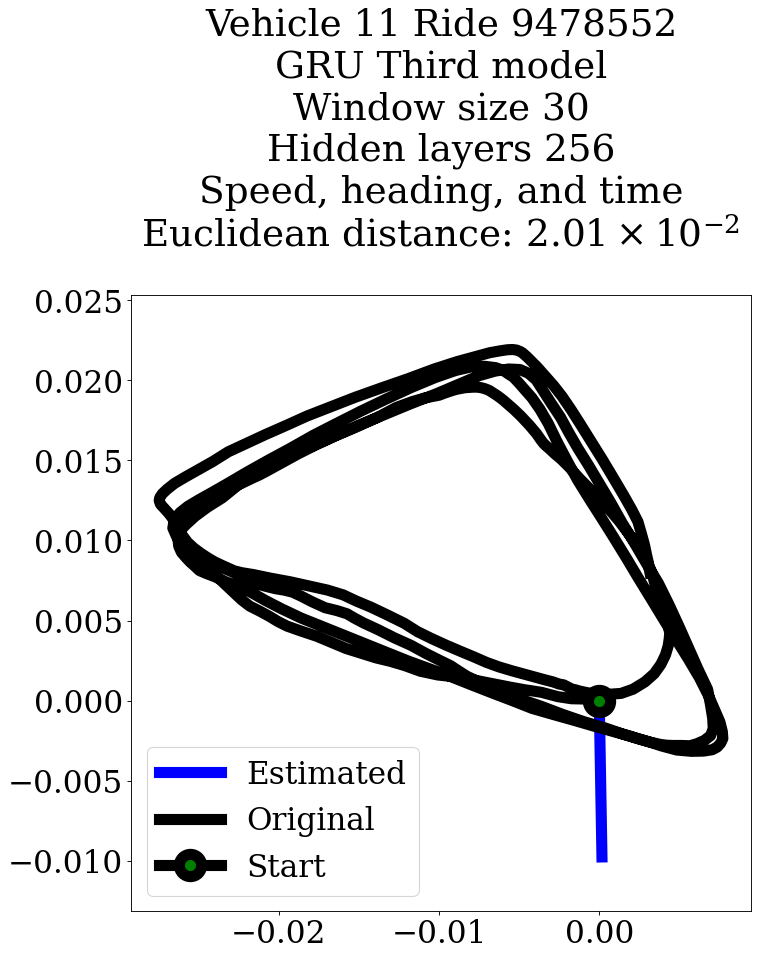 Vehicle 11 Ride 9478552
GRU Third model
Window size 30
Hidden layers 256
Speed, heading, and time
Euclidean distance: 2.01 × 10⁻²
0.025
0.020
0.015
0.010
0.005
0.000
−0.005
−0.010
Estimated
Original
Start
−0.02 −0.01 0.00